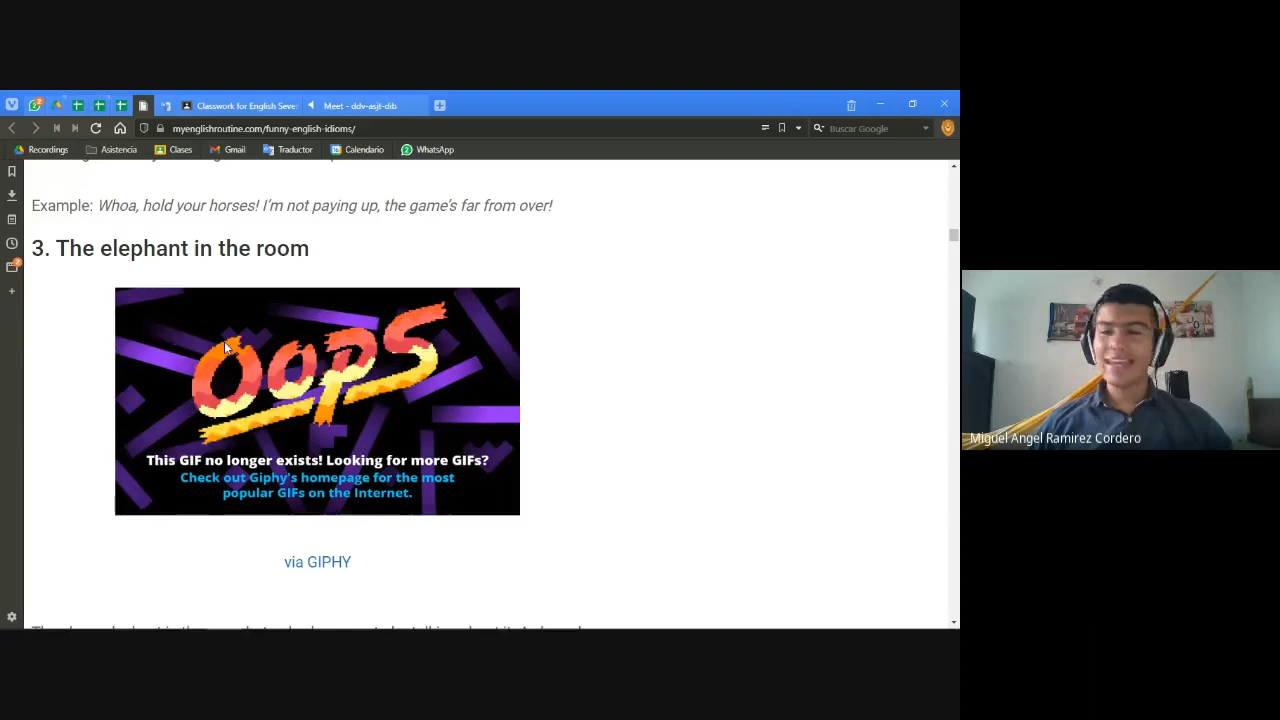 Classwork for English Seve
Meet - ddv-asjt-dib
myenglishroutine.com/funny-english-idioms/
Buscar Google
Recordings
Asistencia
Clases
Gmail
Traductor
Calendario
WhatsApp
Example: Whoa, hold your horses! I’m not paying up, the game’s far from over!
3. The elephant in the room
OOPS
This GIF no longer exists! Looking for more GIFs?
Check out Giphy's homepage for the most
popular GIFs on the Internet.
via GIPHY
Miguel Angel Ramirez Cordero